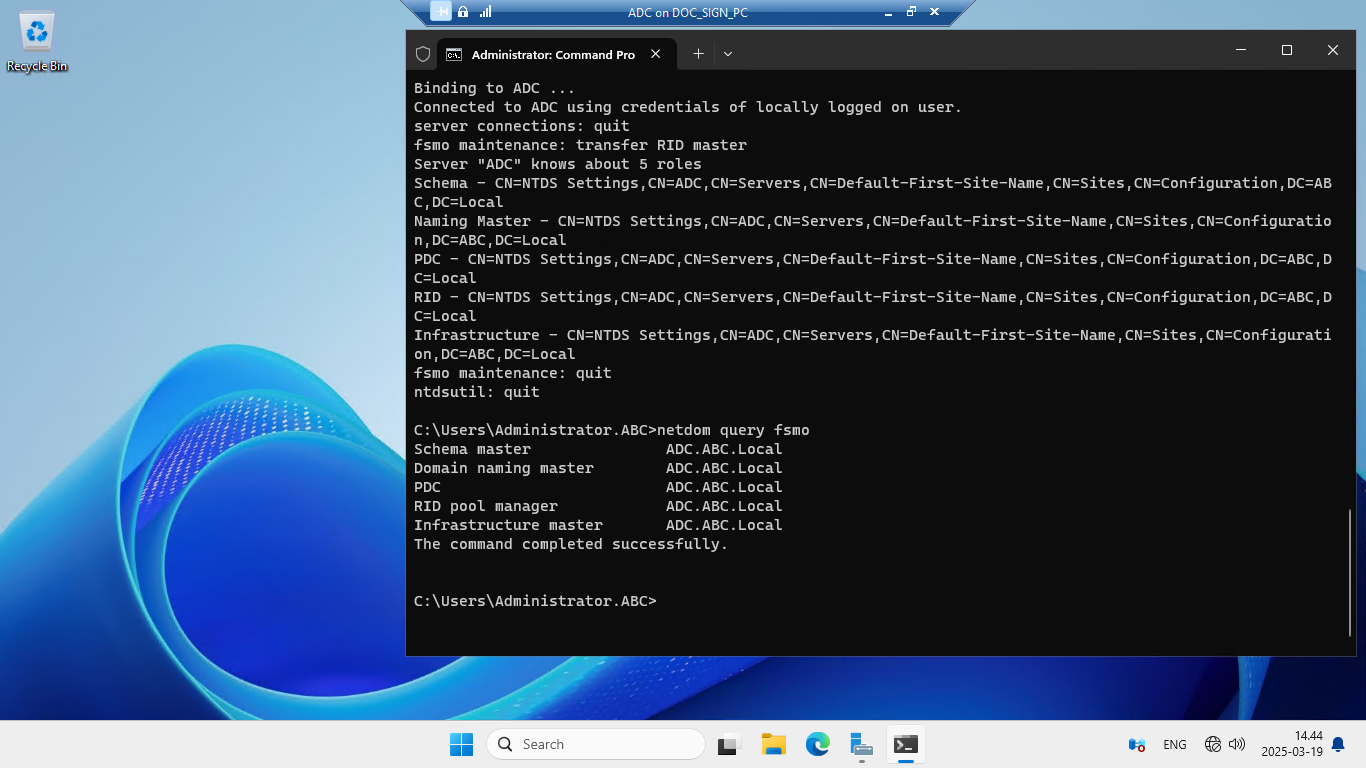 ADC on DOC_SIGN_PC
Recycle Bin
Administrator: Command Pro
Binding to ADC ...
Connected to ADC using credentials of locally logged on user.
server connections: quit
fsmo maintenance: transfer RID master
Server "ADC" knows about 5 roles
Schema - CN=NTDS Settings,CN=ADC,CN=Servers,CN=Default-First-Site-Name,CN=Sites,CN=Configuration,DC=AB
C,DC=Local
Naming Master - CN=NTDS Settings,CN=ADC,CN=Servers,CN=Default-First-Site-Name,CN=Sites,CN=Configuratio
n,DC=ABC,DC=Local
PDC - CN=NTDS Settings,CN=ADC,CN=Servers,CN=Default-First-Site-Name,CN=Sites,CN=Configuration,DC=ABC,D
C=Local
RID - CN=NTDS Settings,CN=ADC,CN=Servers,CN=Default-First-Site-Name,CN=Sites,CN=Configuration,DC=ABC,D
C=Local
Infrastructure - CN=NTDS Settings,CN=ADC,CN=Servers,CN=Default-First-Site-Name,CN=Sites,CN=Configurati
on,DC=ABC,DC=Local
fsmo maintenance: quit
ntdsutil: quit
C:\Users\Administrator.ABC>netdom query fsmo
Schema master ADC.ABC.Local
Domain naming master ADC.ABC.Local
PDC ADC.ABC.Local
RID pool manager ADC.ABC.Local
Infrastructure master ADC.ABC.Local
The command completed successfully.
C:\Users\Administrator.ABC>
Search
ENG
14.44
2025-03-19